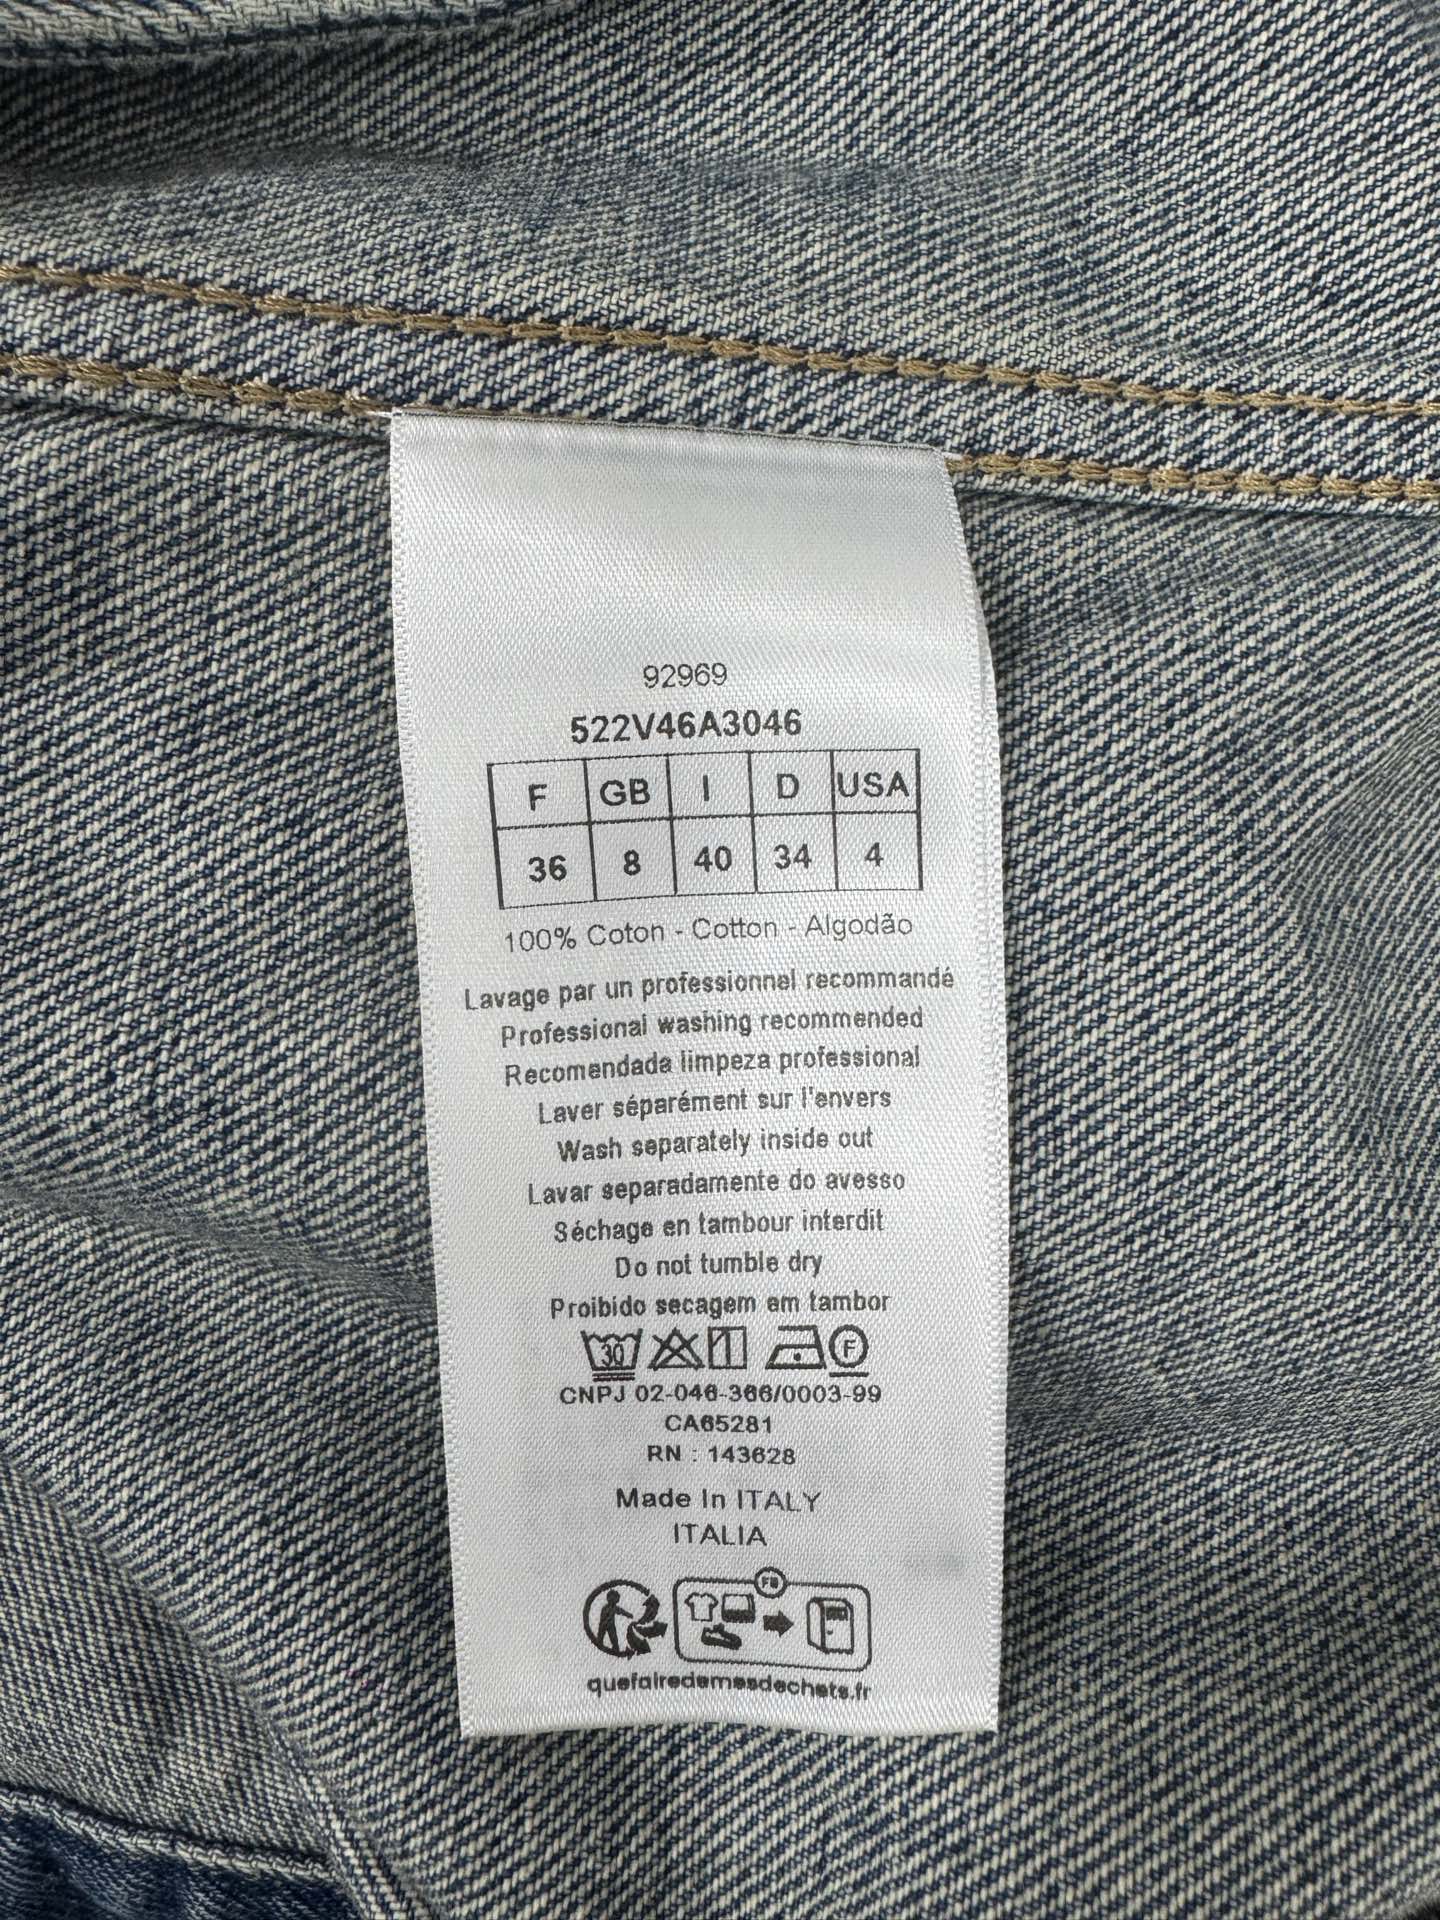 92969
522V46A3046
F GB I D USA
36 8 40 34 4
100% Coton - Cotton - Algodão
Lavage par un professionnel recommandé
Professional washing recommended
Recomendada limpeza professional
Laver séparément sur l'envers
Wash separately inside out
Lavar separadamente do avesso
Séchage en tambour interdit
Do not tumble dry
Proibido secagem em tambor
30 F
CNPJ 02-046-366/0003-99
CA65281
RN : 143628
Made In ITALY
ITALIA
FR
quefairedemesdechets.fr